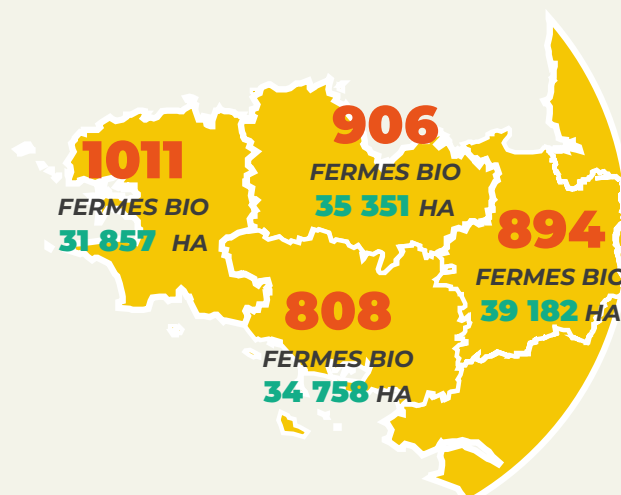 906
FERMES BIO
35 351 HA
1011
FERMES BIO
31 857 HA
894
FERMES BIO
39 182 HA
808
FERMES BIO
34 758 HA